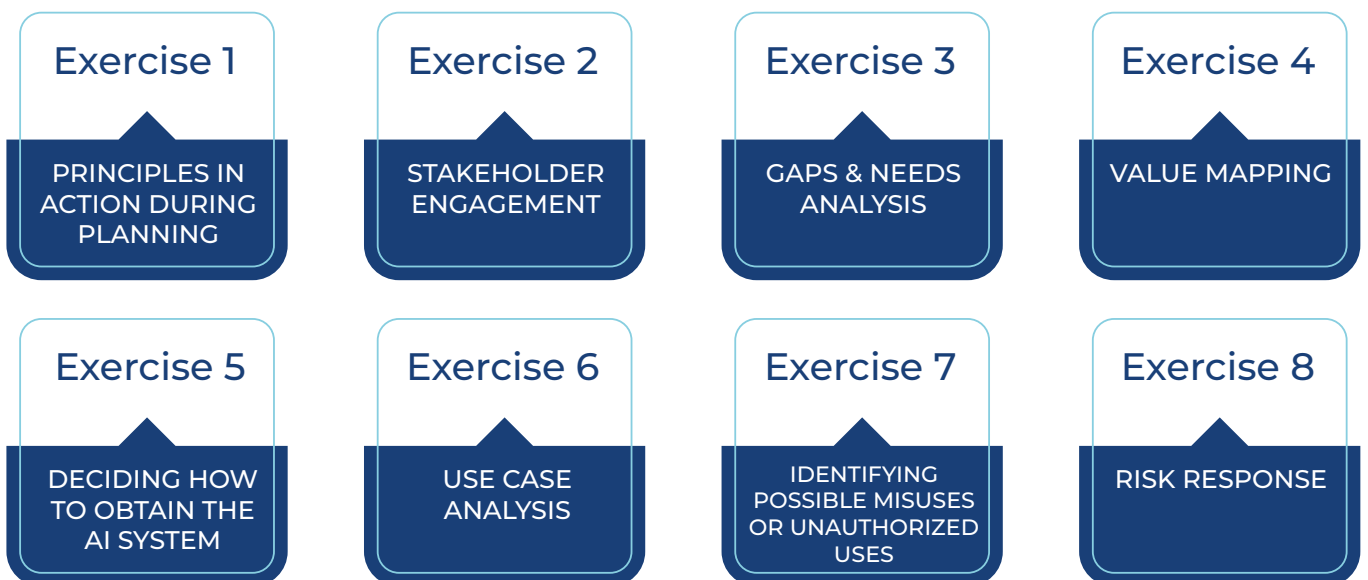 Exercise 1
PRINCIPLES IN
ACTION DURING
PLANNING
Exercise 2
STAKEHOLDER
ENGAGEMENT
Exercise 3
GAPS & NEEDS
ANALYSIS
Exercise 4
VALUE MAPPING
Exercise 5
DECIDING HOW
TO OBTAIN THE
AI SYSTEM
Exercise 6
USE CASE
ANALYSIS
Exercise 7
IDENTIFYING
POSSIBLE MISUSES
OR UNAUTHORIZED
USES
Exercise 8
RISK RESPONSE